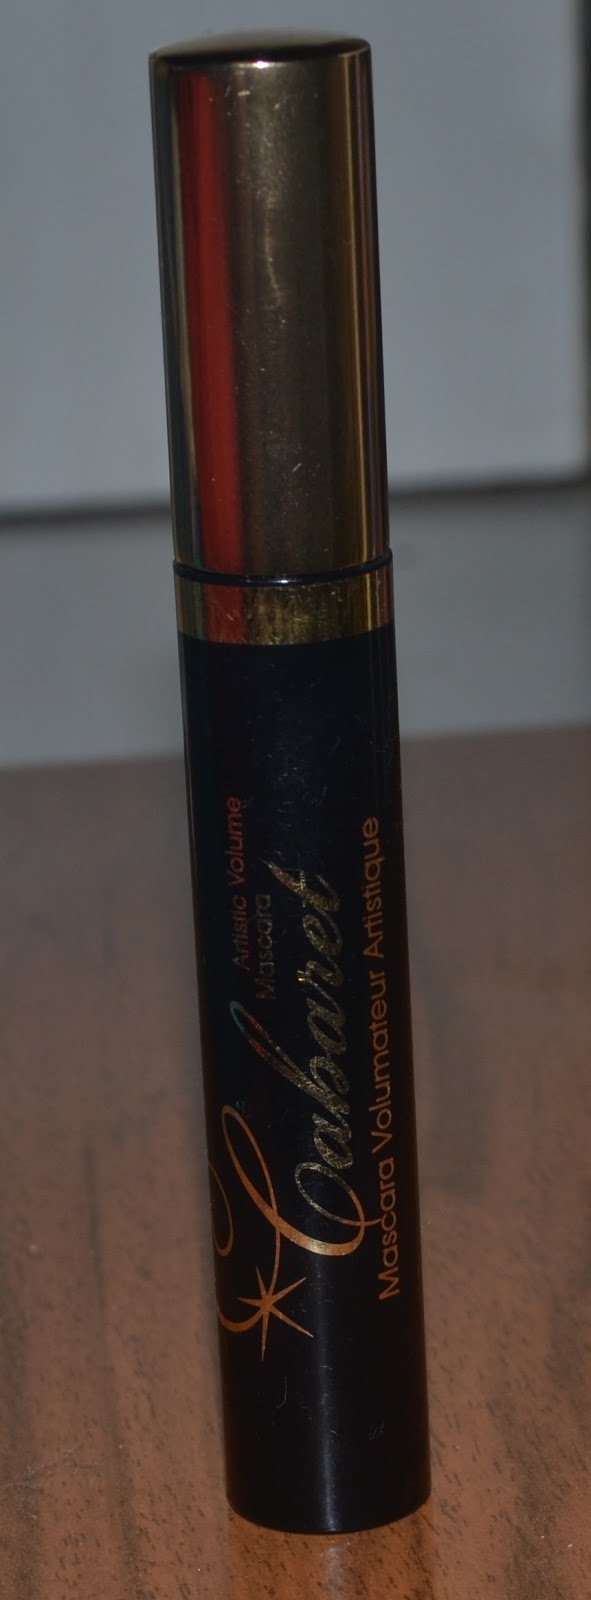 Artistic Volume
Mascara
Cabaret
Mascara Volumateur Artistique